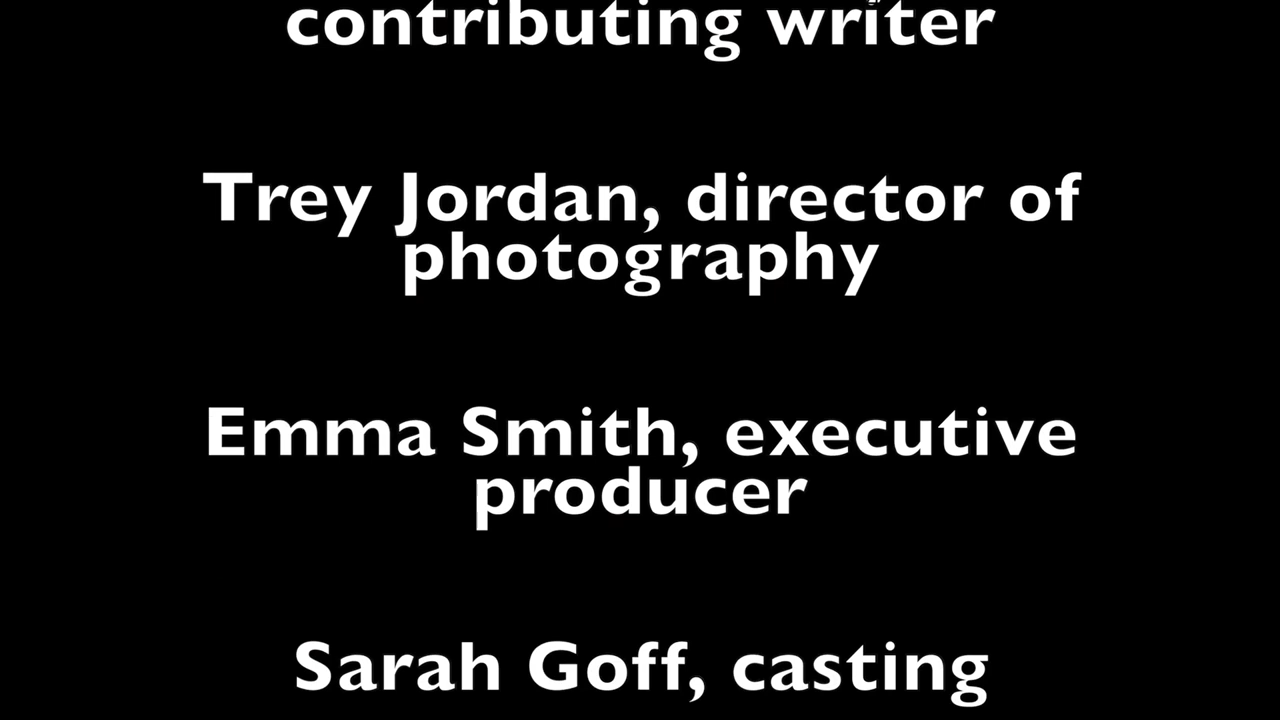 contributing writer
Trey Jordan, director of
photography
Emma Smith, executive
producer
Sarah Goff, casting